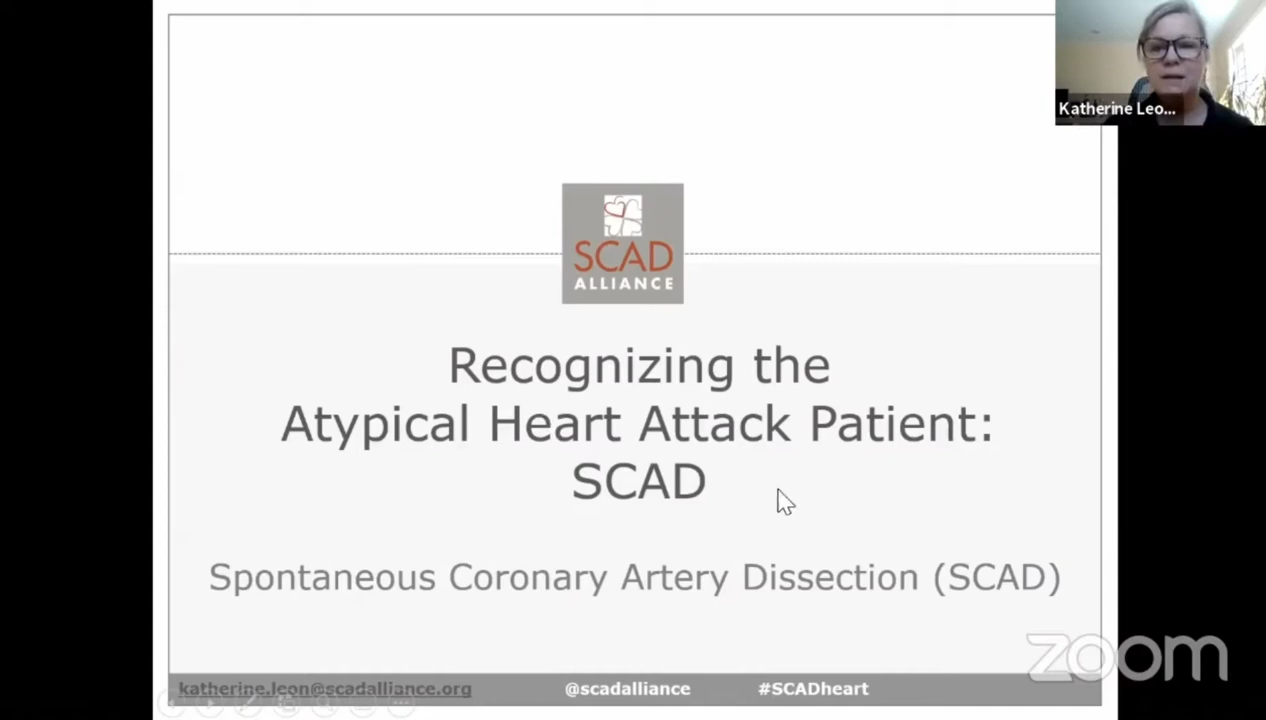 Katherine Leo...
SCAD
ALLIANCE
Recognizing the
Atypical Heart Attack Patient:
SCAD
Spontaneous Coronary Artery Dissection (SCAD)
zoom
katherine.leon@scadalliance.org @scadalliance #SCADheart